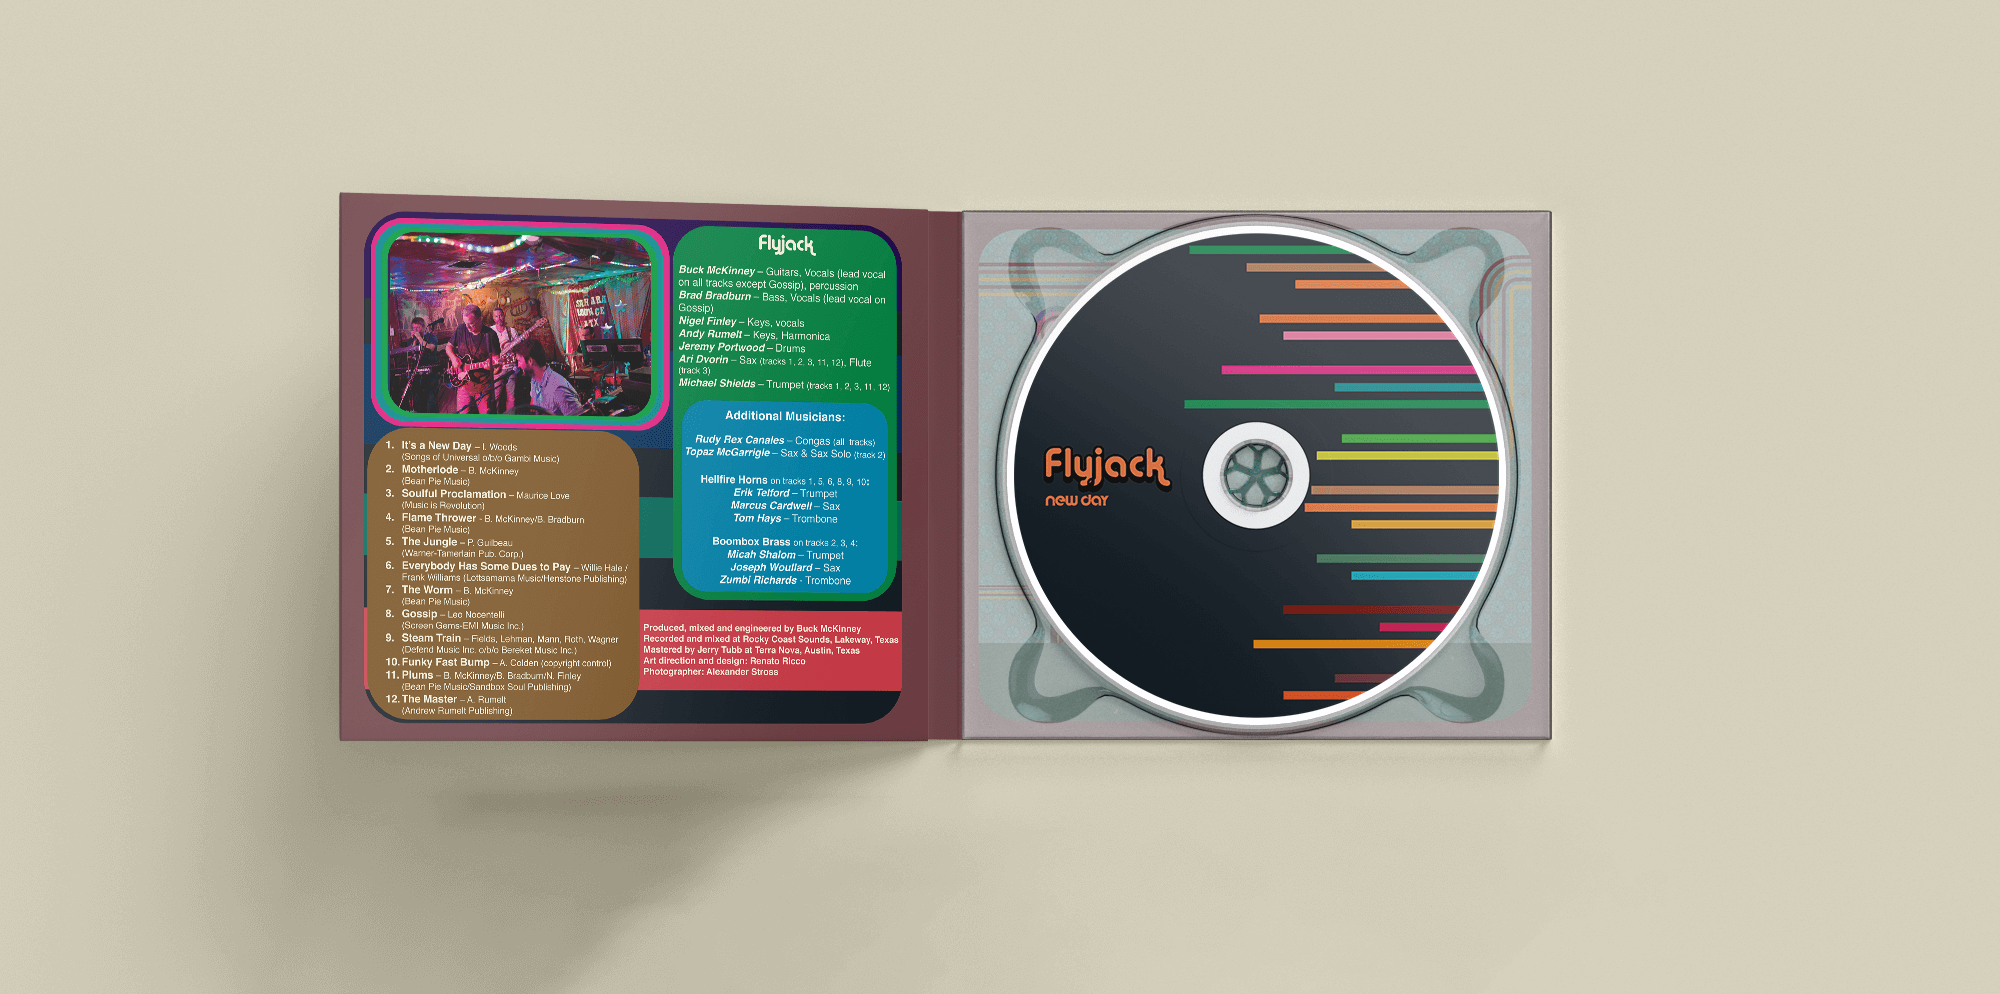 SAHARA
LOUNGE
ATX
1. It's a New Day – I. Woods
(Songs of Universal o/b/o Gambi Music)
2. Motherlode – B. McKinney
(Bean Pie Music)
3. Soulful Proclamation – Maurice Love
(Music is Revolution)
4. Flame Thrower - B. McKinney/B. Bradburn
(Bean Pie Music)
5. The Jungle – P. Guilbeau
(Warner-Tamerlain Pub. Corp.)
6. Everybody Has Some Dues to Pay – Willie Hale /
Frank Williams (Lottsamama Music/Henstone Publishing)
7. The Worm – B. McKinney
(Bean Pie Music)
8. Gossip – Leo Nocentelli
(Screen Gems-EMI Music Inc.)
9. Steam Train – Fields, Lehman, Mann, Roth, Wagner
(Defend Music Inc. o/b/o Bereket Music Inc.)
10. Funky Fast Bump – A. Colden (copyright control)
11. Plums – B. McKinney/B. Bradburn/N. Finley
(Bean Pie Music/Sandbox Soul Publishing)
12. The Master – A. Rumelt
(Andrew Rumelt Publishing)
Flyjack
Buck McKinney – Guitars, Vocals (lead vocal
on all tracks except Gossip), percussion
Brad Bradburn – Bass, Vocals (lead vocal on
Gossip)
Nigel Finley – Keys, vocals
Andy Rumelt – Keys, Harmonica
Jeremy Portwood – Drums
Ari Dvorin – Sax (tracks 1, 2, 3, 11, 12), Flute
(track 3)
Michael Shields – Trumpet (tracks 1, 2, 3, 11, 12)
Additional Musicians:
Rudy Rex Canales – Congas (all tracks)
Topaz McGarrigle – Sax & Sax Solo (track 2)
Hellfire Horns on tracks 1, 5, 6, 8, 9, 10:
Erik Telford – Trumpet
Marcus Cardwell – Sax
Tom Hays – Trombone
Boombox Brass on tracks 2, 3, 4:
Micah Shalom – Trumpet
Joseph Woullard – Sax
Zumbi Richards - Trombone
Produced, mixed and engineered by Buck McKinney
Recorded and mixed at Rocky Coast Sounds, Lakeway, Texas
Mastered by Jerry Tubb at Terra Nova, Austin, Texas
Art direction and design: Renato Ricco
Photographer: Alexander Stross
Flyjack
new day